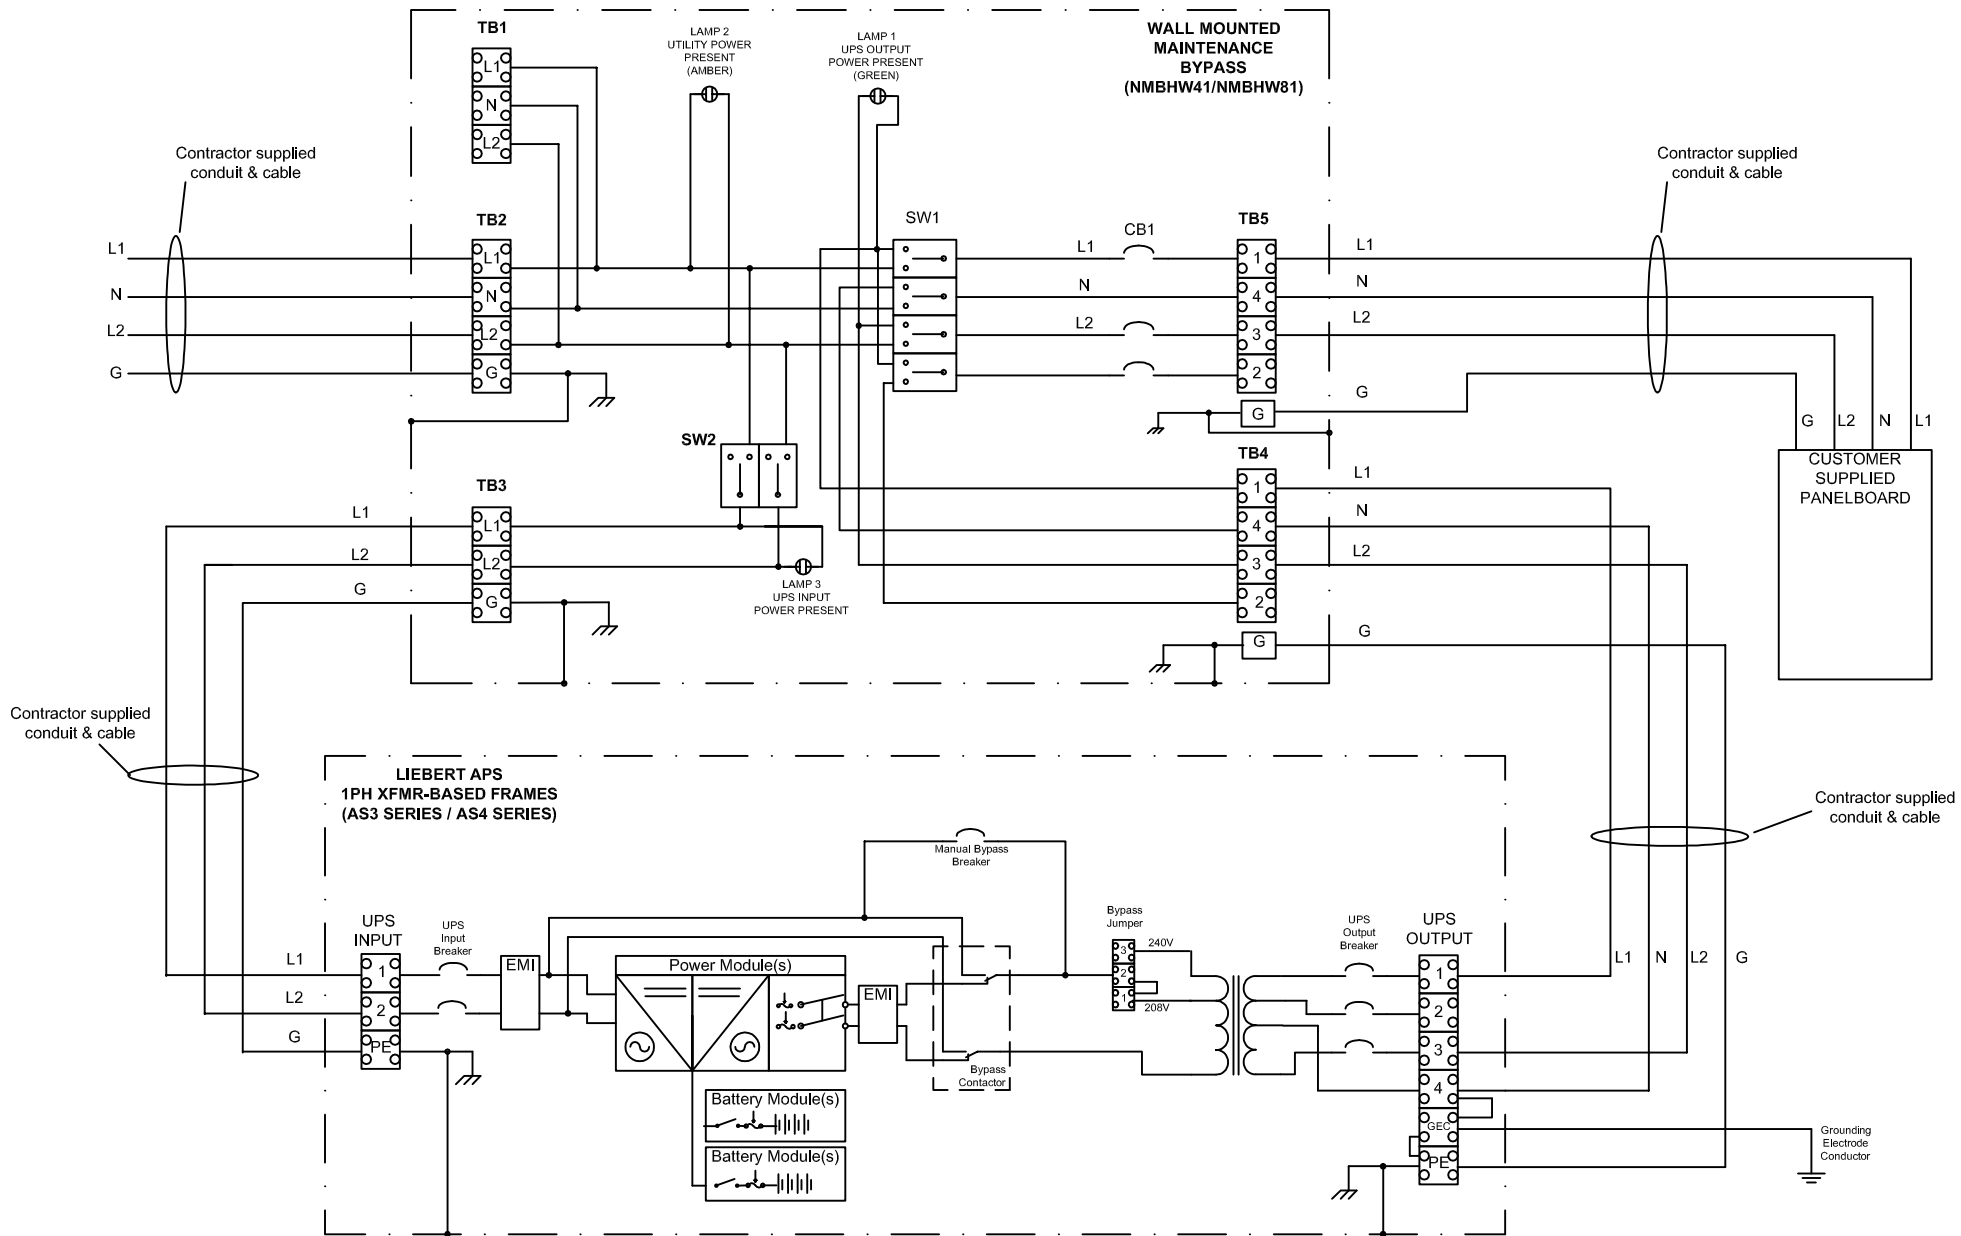 TB1
L1
N
L2
LAMP 2
UTILITY POWER
PRESENT
(AMBER)
LAMP 1
UPS OUTPUT
POWER PRESENT
(GREEN)
WALL MOUNTED
MAINTENANCE
BYPASS
(NMBHW41/NMBHW81)
Contractor supplied
conduit & cable
Contractor supplied
conduit & cable
L1
N
L2
G
TB2
L1
N
L2
G
SW1
L1
N
L2
CB1
TB5
1
4
3
2
G
L1
N
L2
G
G
L2
N
L1
CUSTOMER
SUPPLIED
PANELBOARD
SW2
TB3
L1
L2
G
L1
L2
G
LAMP 3
UPS INPUT
POWER PRESENT
TB4
1
4
3
2
G
L1
N
L2
G
Contractor supplied
conduit & cable
LIEBERT APS
1PH XFMR-BASED FRAMES
(AS3 SERIES / AS4 SERIES)
Contractor supplied
conduit & cable
Manual Bypass
Breaker
L1
L2
G
UPS
INPUT
1
2
PE
UPS
Input
Breaker
EMI
Power Module(s)
EMI
Bypass
Contactor
Battery Module(s)
Battery Module(s)
Bypass
Jumper
3
2
1
240V
208V
UPS
Output
Breaker
UPS
OUTPUT
1
2
3
4
GEC
PE
L1
N
L2
G
Grounding
Electrode
Conductor